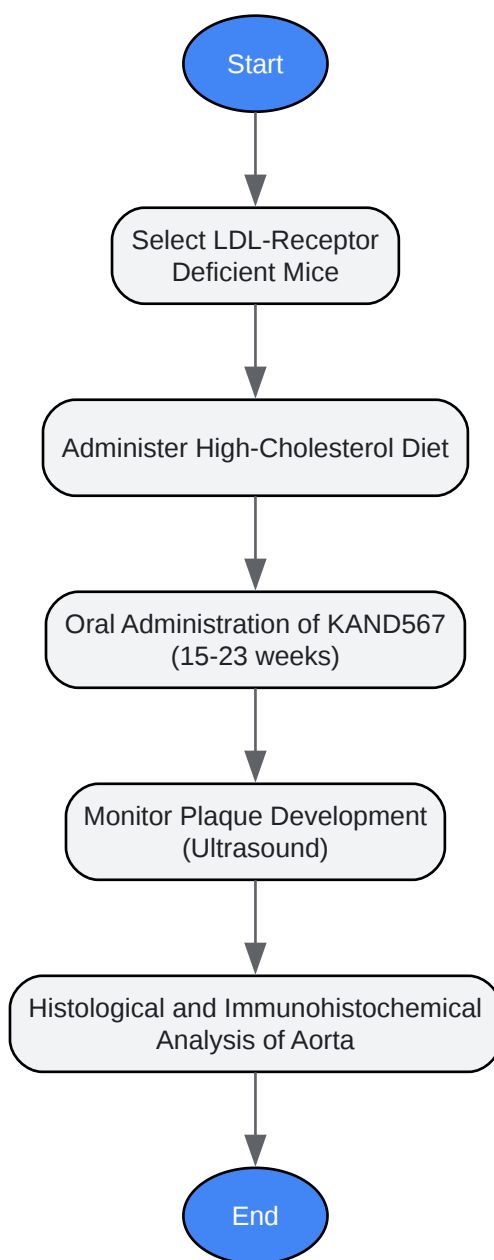 Start
Select LDL-Receptor
Deficient Mice
Administer High-Cholesterol Diet
Oral Administration of KAND567
(15-23 weeks)
Monitor Plaque Development
(Ultrasound)
Histological and Immunohistochemical
Analysis of Aorta
End